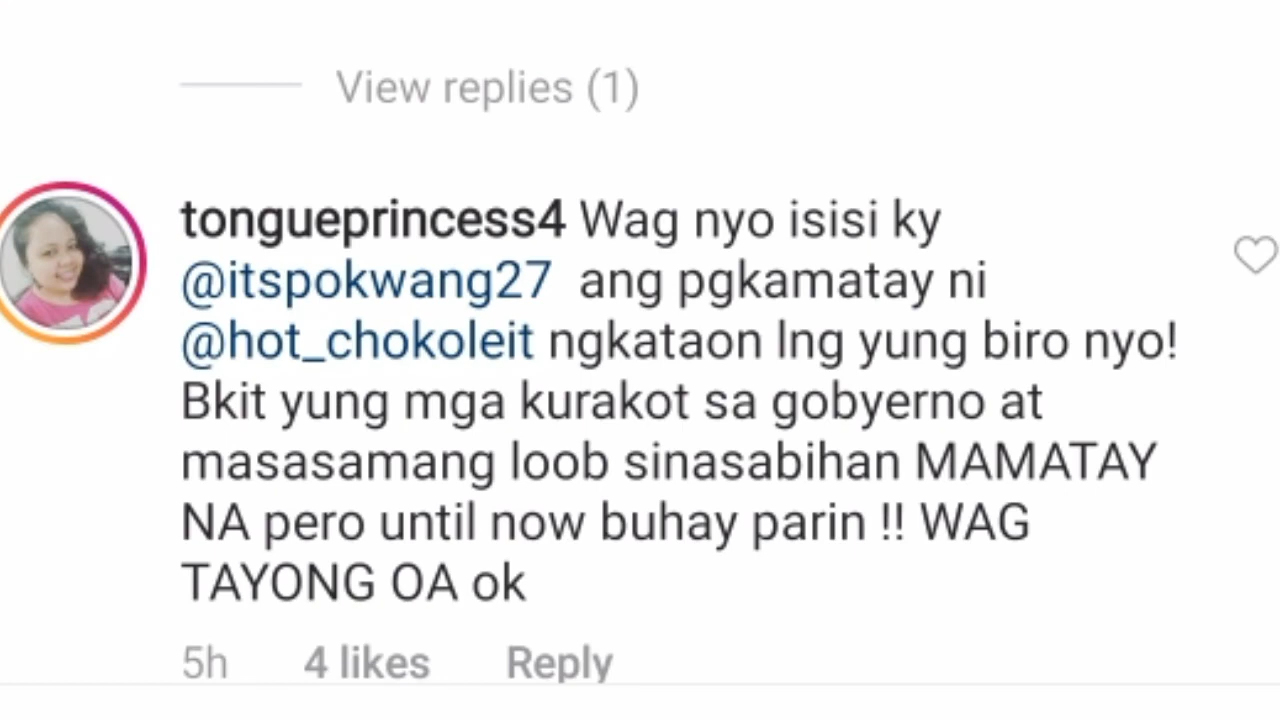 View replies (1)
tongueprincess4 Wag nyo isisi ky
@itspokwang27 ang pgkamatay ni
@hot_chokoleit ngkataon lng yung biro nyo!
Bkit yung mga kurakot sa gobyerno at
masasamang loob sinasabihan MAMATAY
NA pero until now buhay parin !! WAG
TAYONG OA ok
5h 4 likes Reply